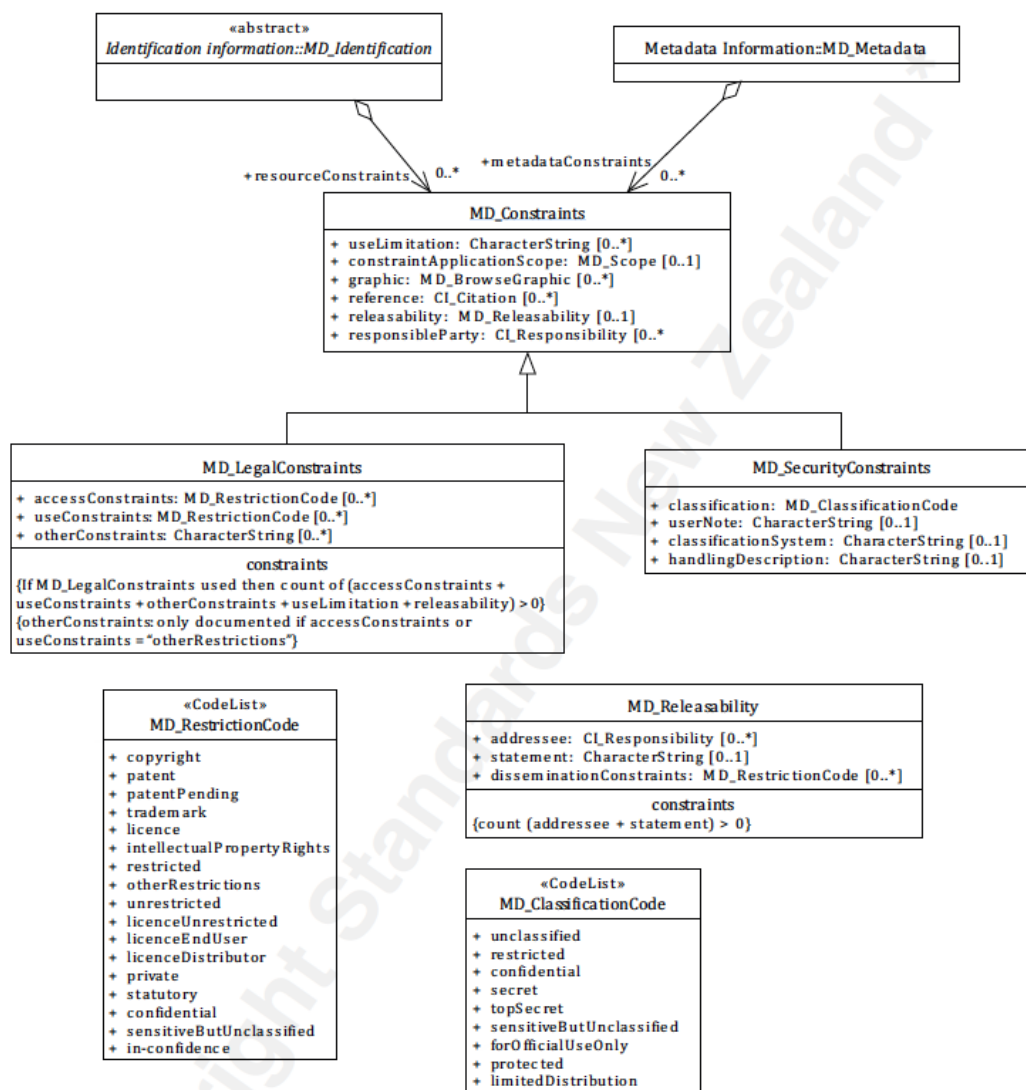 «abstract»
Identification information::MD_Identification
Metadata Information::MD_Metadata
+resourceConstraints
0..*
+metadataConstraints
0..*
MD_Constraints
+ useLimitation: CharacterString [0..*]
+ constraintApplicationScope: MD_Scope [0..1]
+ graphic: MD_BrowseGraphic [0..*]
+ reference: CI_Citation [0..*]
+ releasability: MD_Releasability [0..1]
+ responsibleParty: CI_Responsibility [0..*
MD_LegalConstraints
+ accessConstraints: MD_RestrictionCode [0..*]
+ useConstraints: MD_RestrictionCode [0..*]
+ otherConstraints: CharacterString [0..*]
constraints
{If MD_LegalConstraints used then count of (accessConstraints +
useConstraints + otherConstraints + useLimitation + releasability) > 0}
{otherConstraints: only documented if accessConstraints or
useConstraints = “otherRestrictions”}
MD_SecurityConstraints
+ classification: MD_ClassificationCode
+ userNote: CharacterString [0..1]
+ classificationSystem: CharacterString [0..1]
+ handlingDescription: CharacterString [0..1]
«CodeList»
MD_RestrictionCode
+ copyright
+ patent
+ patentPending
+ trademark
+ licence
+ intellectualPropertyRights
+ restricted
+ otherRestrictions
+ unrestricted
+ licenceUnrestricted
+ licenceEndUser
+ licenceDistributor
+ private
+ statutory
+ confidential
+ sensitiveButUnclassified
+ in-confidence
MD_Releasability
+ addressee: CI_Responsibility [0..*]
+ statement: CharacterString [0..1]
+ disseminationConstraints: MD_RestrictionCode [0..*]
constraints
{count (addressee + statement) > 0}
«CodeList»
MD_ClassificationCode
+ unclassified
+ restricted
+ confidential
+ secret
+ topSecret
+ sensitiveButUnclassified
+ forOfficialUseOnly
+ protected
+ limitedDistribution
right Standards New Zealand *